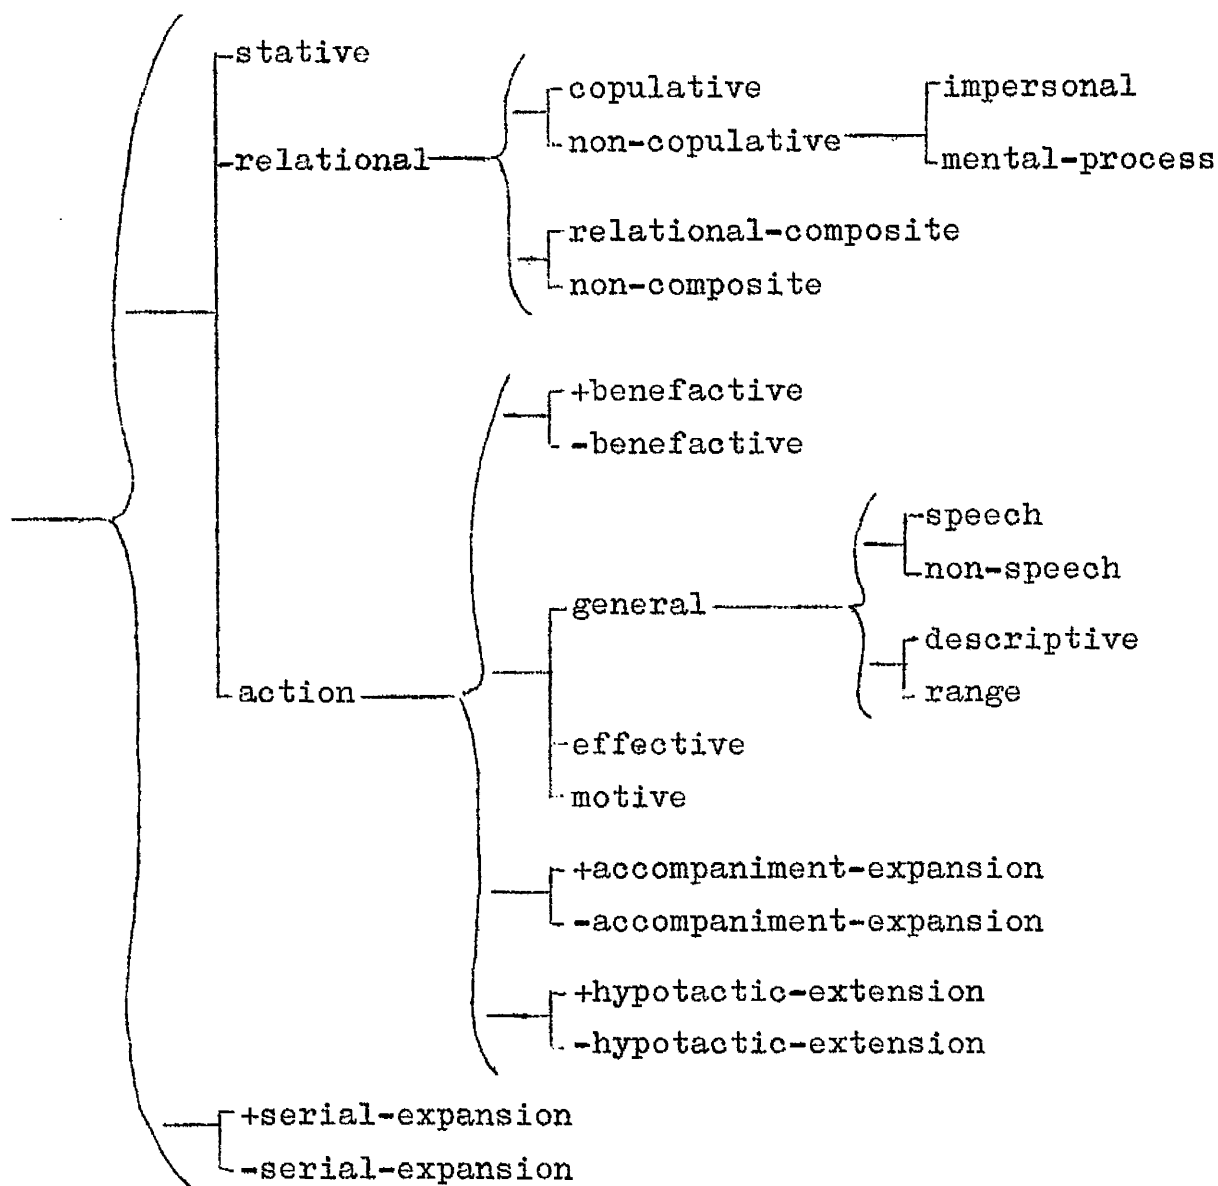 stative
copulative
impersonal
non-copulative
relational
mental-process
relational-composite
non-composite
+benefactive
-benefactive
speech
non-speech
general
descriptive
range
action
effective
motive
+accompaniment-expansion
-accompaniment-expansion
+hypotactic-extension
-hypotactic-extension
+serial-expansion
-serial-expansion